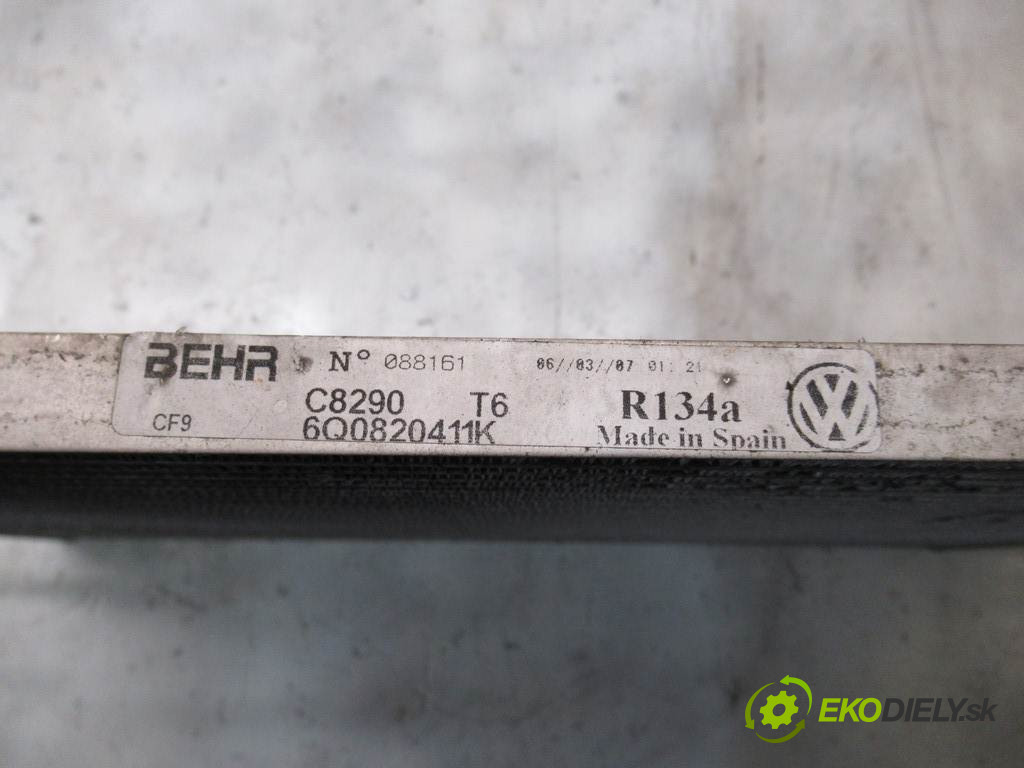 BEHR N° 088161 06//03//07 01: 21
C8290 T6 R134a
CF9 6Q0820411K Made in Spain
EKODIELY.sk